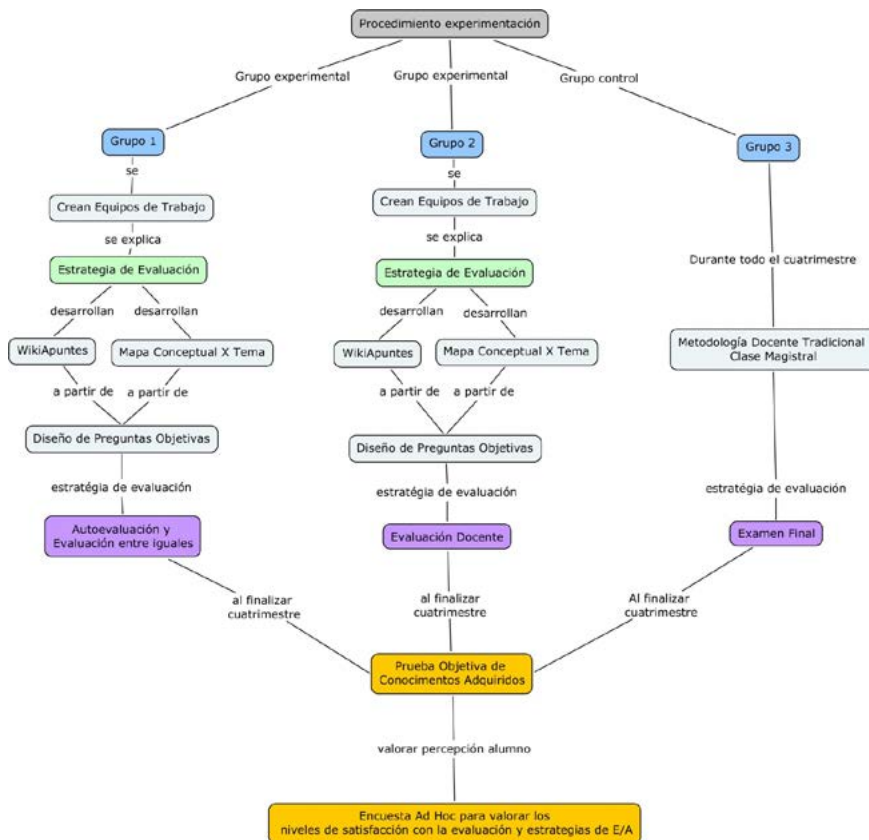 Procedimiento experimentación
Grupo experimental
Grupo experimental
Grupo control
Grupo 1
Grupo 2
Grupo 3
se
se
Crean Equipos de Trabajo
Crean Equipos de Trabajo
se explica
se explica
Durante todo el cuatrimestre
Estrategia de Evaluación
Estrategia de Evaluación
desarrollan
desarrollan
desarrollan
desarrollan
WikiApuntes
Mapa Conceptual X Tema
WikiApuntes
Mapa Conceptual X Tema
Metodología Docente Tradicional
Clase Magistral
a partir de
a partir de
a partir de
a partir de
Diseño de Preguntas Objetivas
Diseño de Preguntas Objetivas
estratégia de evaluación
estratégia de evaluación
estratégia de evaluación
Autoevaluación y
Evaluación entre iguales
Evaluación Docente
Examen Final
al finalizar
cuatrimestre
al finalizar
cuatrimestre
Al finalizar
cuatrimestre
Prueba Objetiva de
Conocimentos Adquiridos
valorar percepción alumno
Encuesta Ad Hoc para valorar los
niveles de satisfacción con la evaluación y estrategias de E/A